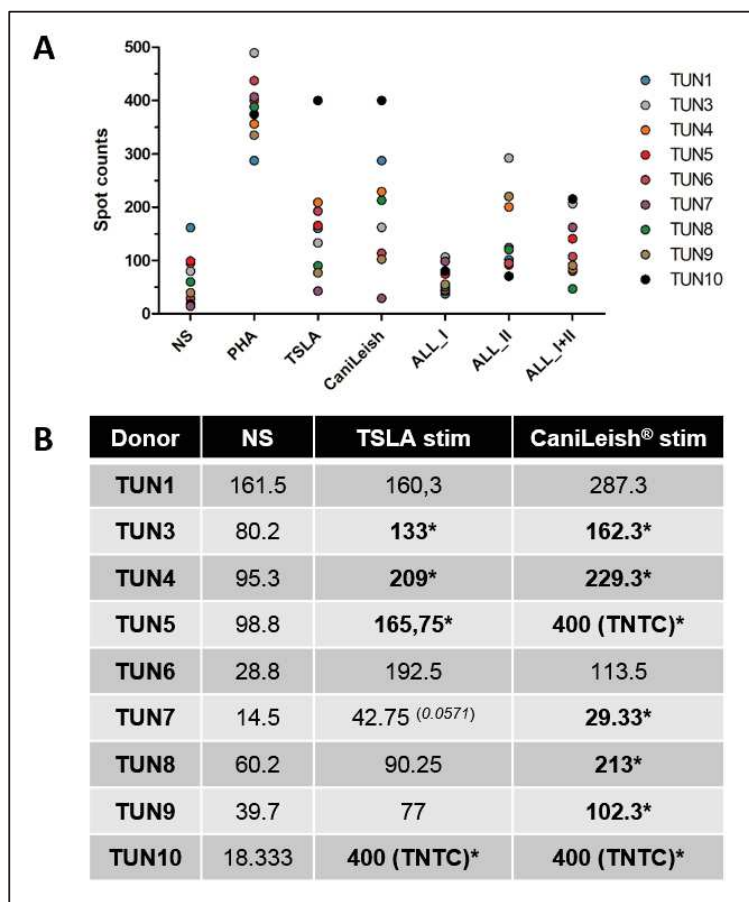 A
500
400
300
200
100
0
Spot counts
NS
PHA
TSLA
CaniLeish
ALL_I
ALL_II
ALL_I+II
TUN1
TUN3
TUN4
TUN5
TUN6
TUN7
TUN8
TUN9
TUN10
B
Donor NS TSLA stim CaniLeish® stim
TUN1 161.5 160,3 287.3
TUN3 80.2 133* 162.3*
TUN4 95.3 209* 229.3*
TUN5 98.8 165,75* 400 (TNTC)*
TUN6 28.8 192.5 113.5
TUN7 14.5 42.75 (0.0571) 29.33*
TUN8 60.2 90.25 213*
TUN9 39.7 77 102.3*
TUN10 18.333 400 (TNTC)* 400 (TNTC)*